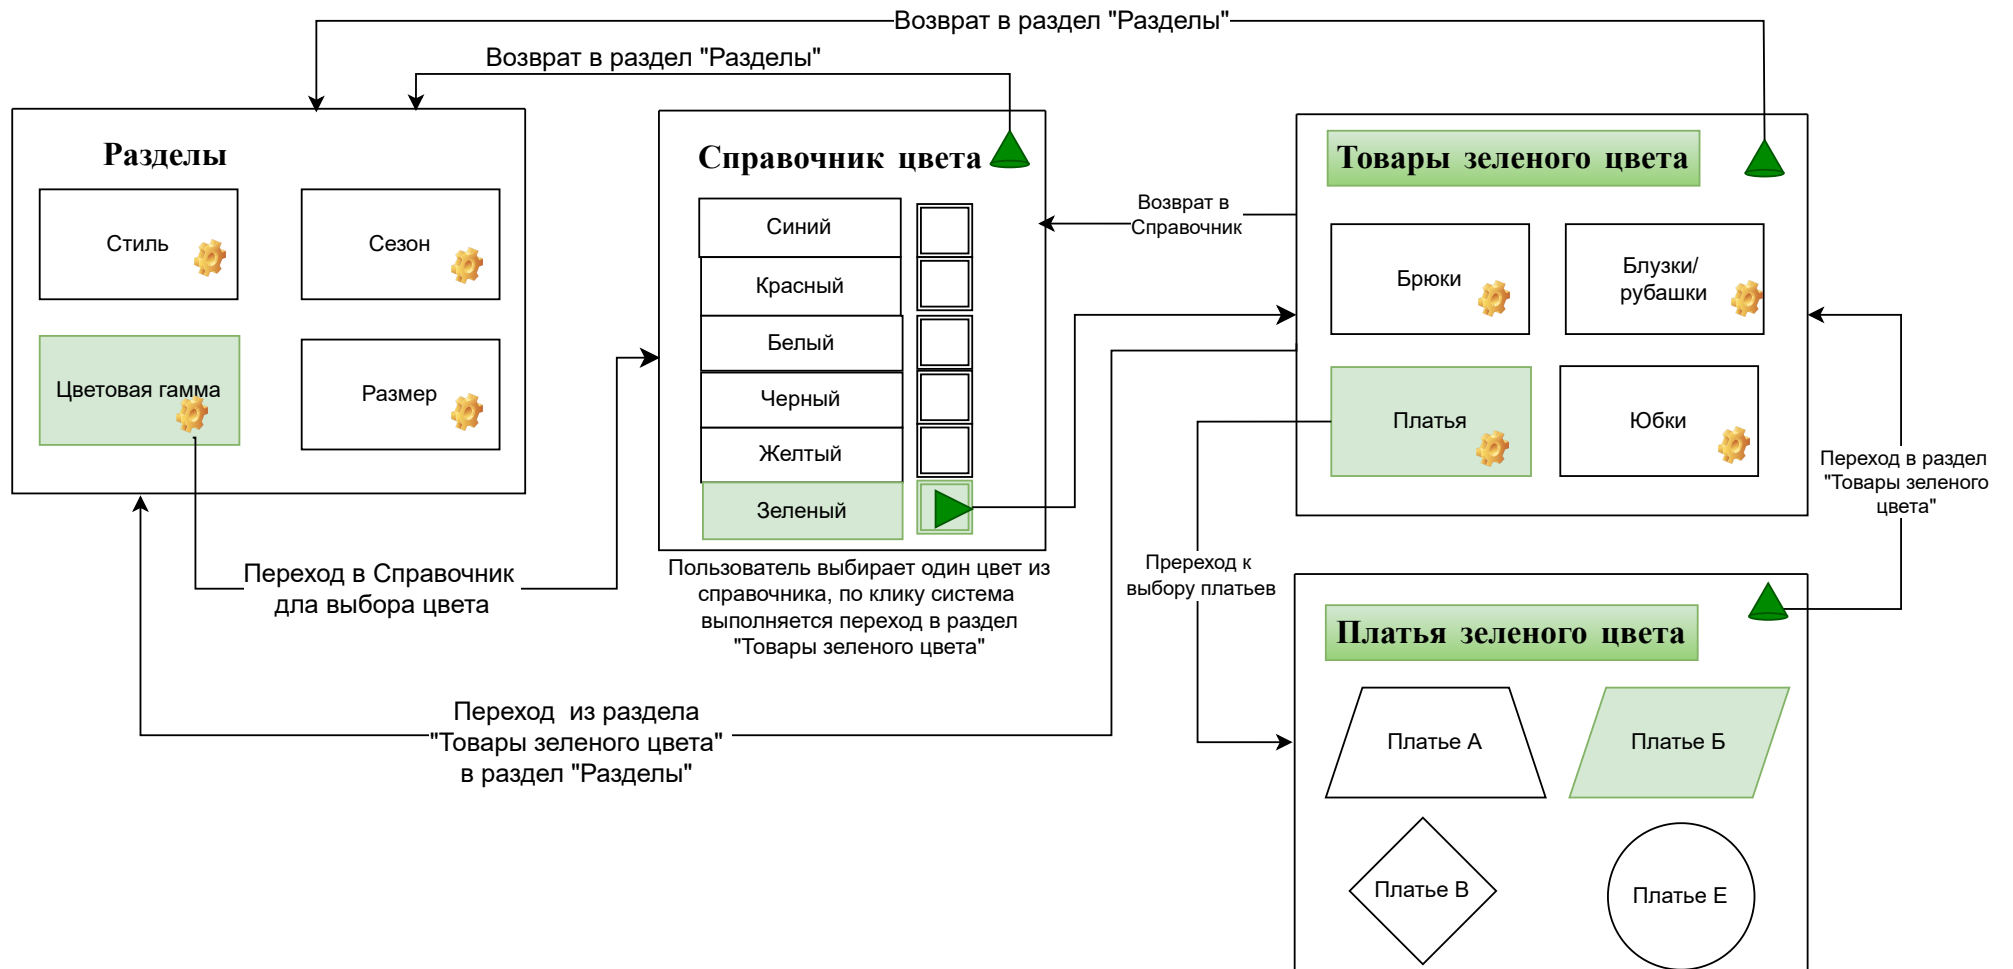 Возврат в раздел "Разделы"
Возврат в раздел "Разделы"
Разделы
Стиль
Сезон
Цветовая гамма
Размер
Переход в Справочник
дла выбора цвета
Справочник цвета
Синий
Красный
Белый
Черный
Желтый
Зеленый
Пользователь выбирает один цвет из
справочника, по клику система
выполняется переход в раздел
"Товары зеленого цвета"
Возврат в
Справочник
Товары зеленого цвета
Брюки
Блузки/
рубашки
Платья
Юбки
Переход в раздел
"Товары зеленого
цвета"
Пререход к
выбору платьев
Переход из раздела
"Товары зеленого цвета"
в раздел "Разделы"
Платья зеленого цвета
Платье А
Платье Б
Платье В
Платье Е